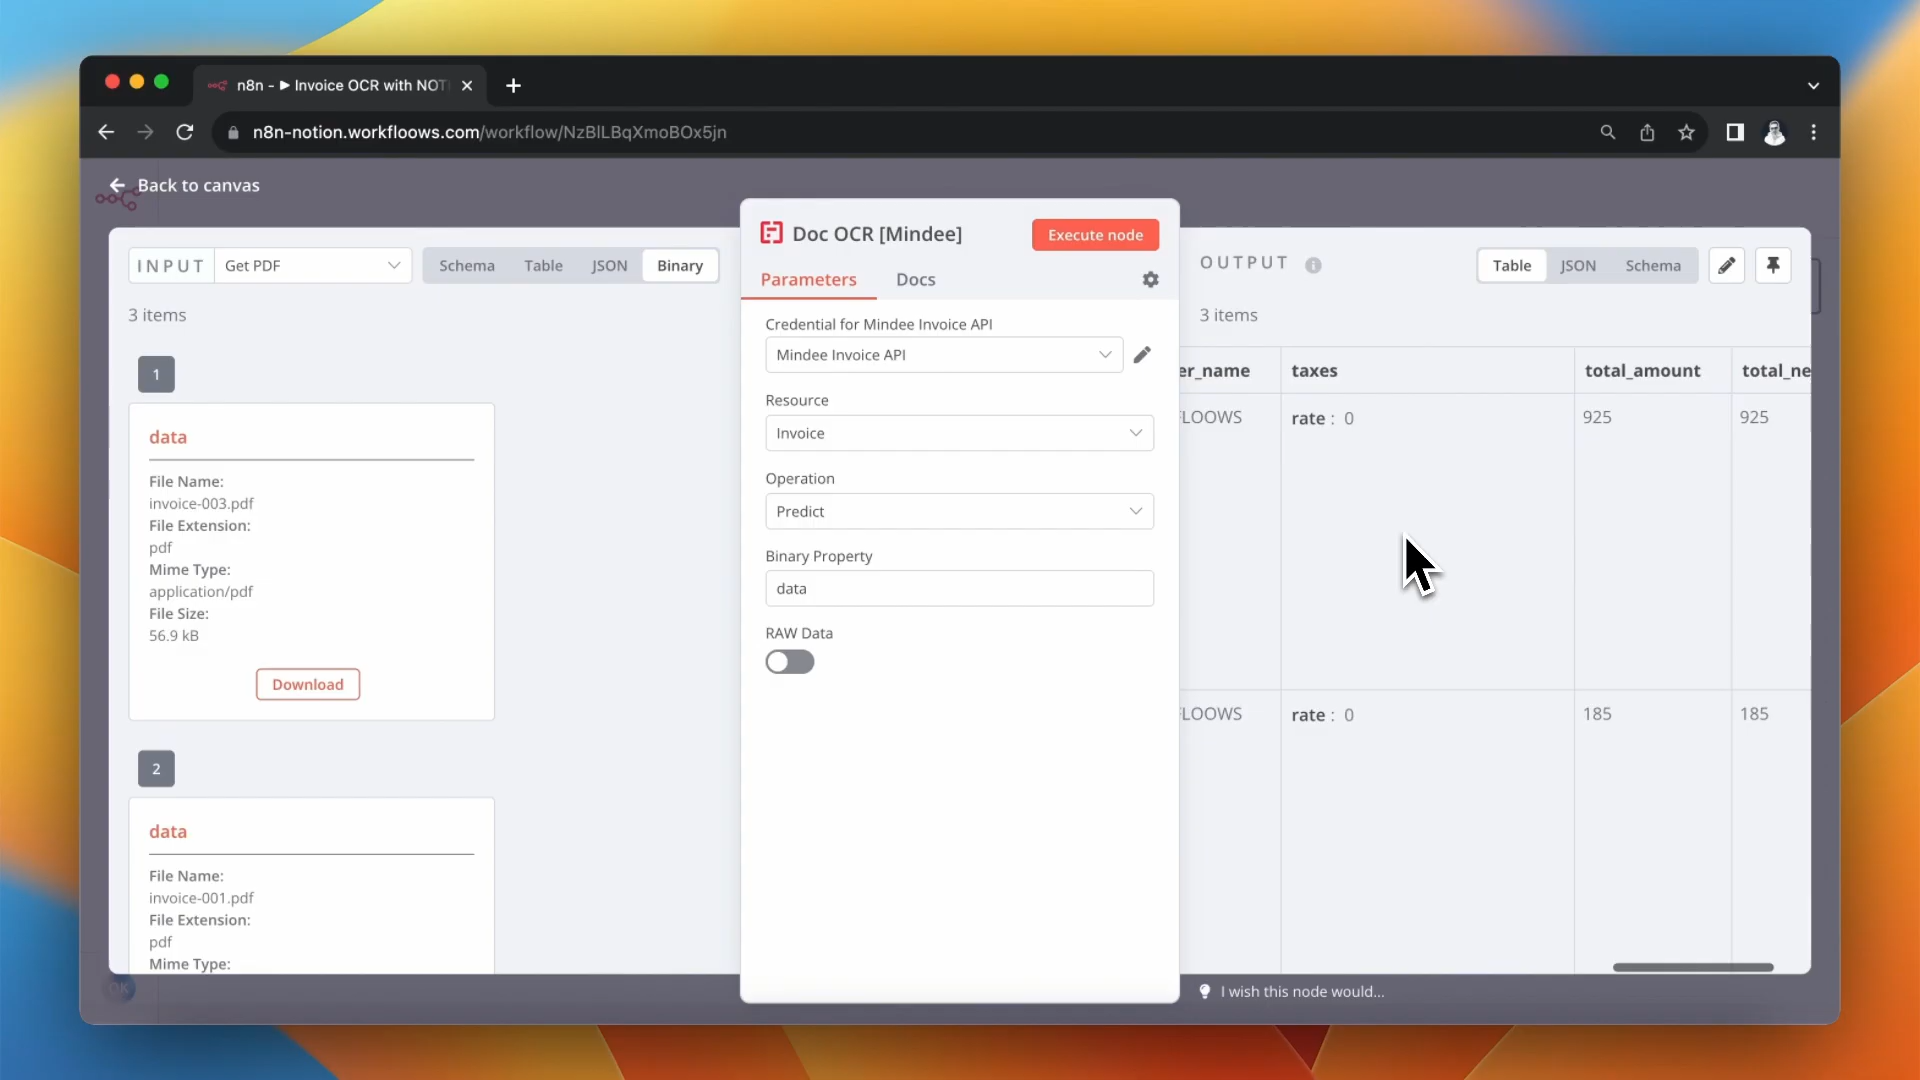 n8n - ▶ Invoice OCR with NOT
n8n-notion.workfloows.com/workflow/NzBlLBqXmoBOx5jn
Back to canvas
INPUT
Get PDF
Schema
Table
JSON
Binary
3 items
1
data
File Name:
invoice-003.pdf
File Extension:
pdf
Mime Type:
application/pdf
File Size:
56.9 kB
Download
2
data
File Name:
invoice-001.pdf
File Extension:
pdf
Mime Type:
OK
Doc OCR [Mindee]
Execute node
Parameters
Docs
Credential for Mindee Invoice API
Mindee Invoice API
Resource
Invoice
Operation
Predict
Binary Property
data
RAW Data
OUTPUT
Table
JSON
Schema
3 items
er_name
taxes
total_amount
total_ne
FLOOWS
rate : 0
925
925
FLOOWS
rate : 0
185
185
I wish this node would...